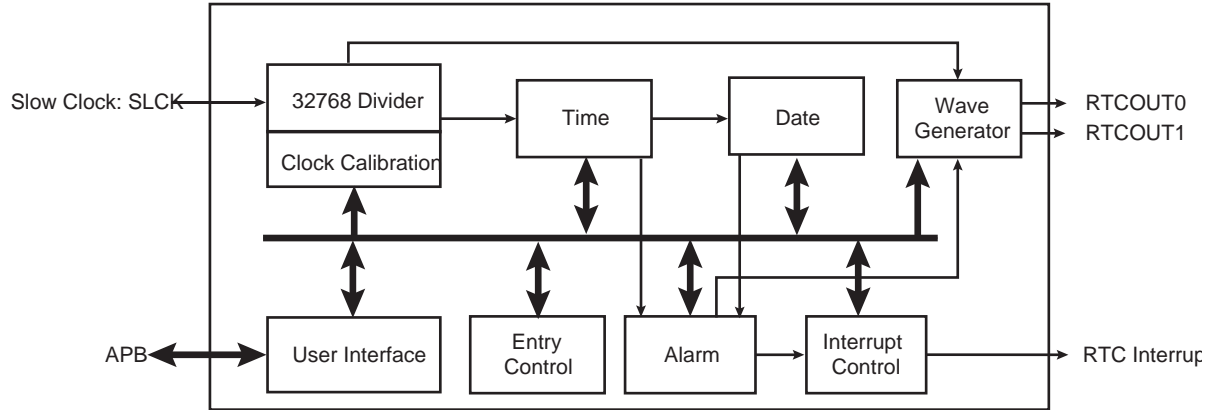 Slow Clock: SLCK
32768 Divider
Clock Calibration
Time
Date
Wave
Generator
RTCOUT0
RTCOUT1
APB
User Interface
Entry
Control
Alarm
Interrupt
Control
RTC Interrup